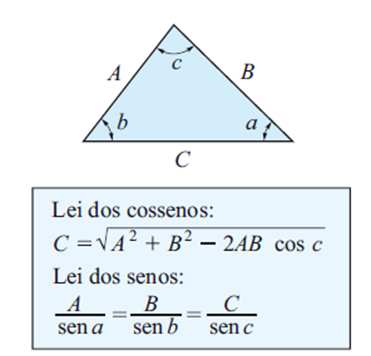 c
A
B
b
a
C
Lei dos cossenos:
C = √A² + B² − 2AB cos c
Lei dos senos:
A/sen a = B/sen b = C/sen c